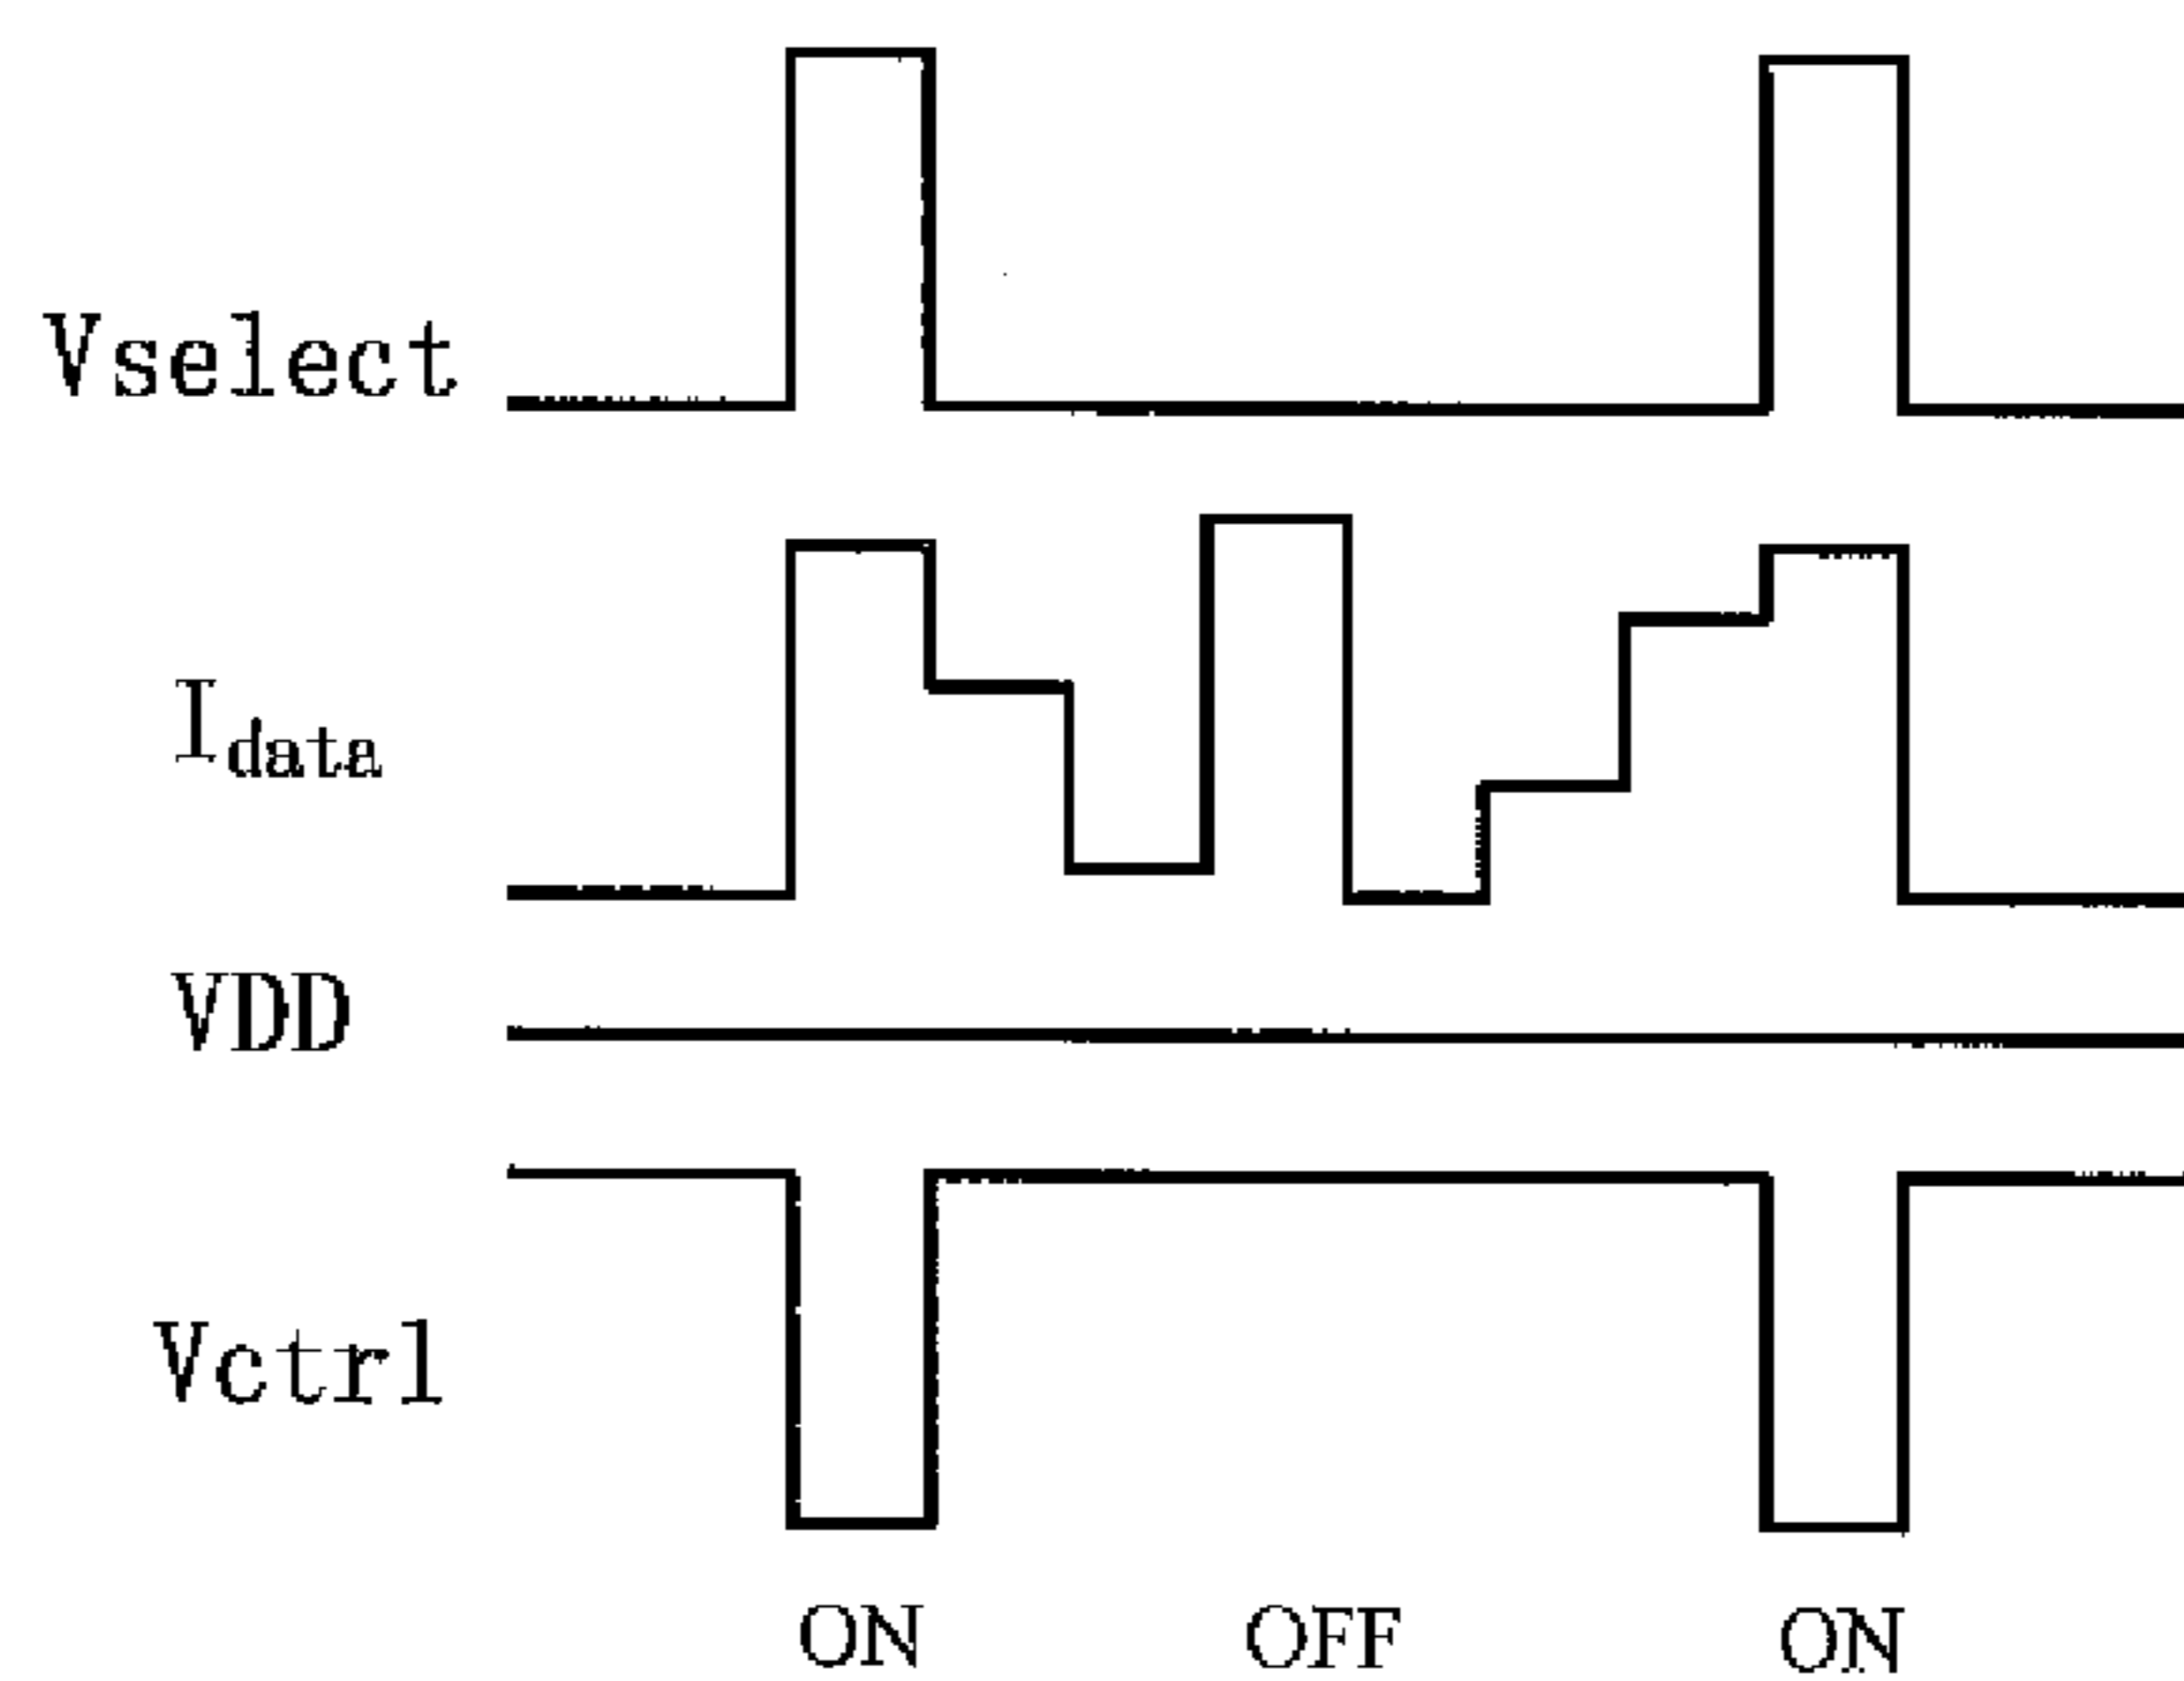 Vselect
Idata
VDD
Vctrl
ON OFF ON